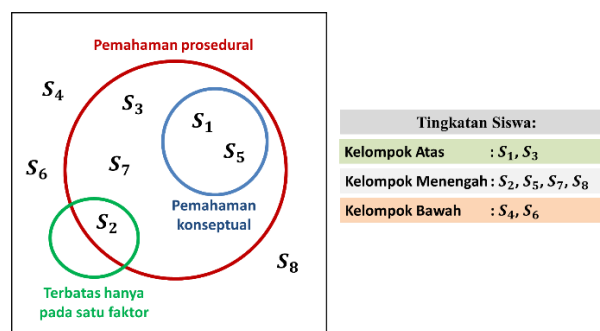 Pemahaman prosedural
S₄
S₃
S₁
S₅
S₆
S₇
Pemahaman
konseptual
S₂
S₈
Terbatas hanya
pada satu faktor
Tingkatan Siswa:
Kelompok Atas : S₁, S₃
Kelompok Menengah : S₂, S₅, S₇, S₈
Kelompok Bawah : S₄, S₆